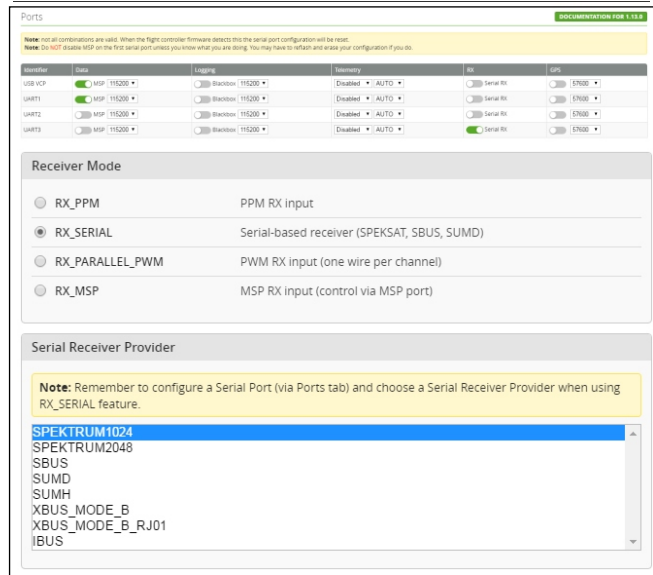 Ports
DOCUMENTATION FOR 1.13.0
Note: not all combinations are valid. When the flight controller firmware detects this the serial port configuration will be reset.
Note: Do NOT disable MSP on the first serial port unless you know what you are doing. You may have to reflash and erase your configuration if you do.
Identifier Data Logging Telemetry RX GPS
USB VCP MSP 115200 Blackbox 115200 Disabled AUTO Serial RX 57600
UART1 MSP 115200 Blackbox 115200 Disabled AUTO Serial RX 57600
UART2 MSP 115200 Blackbox 115200 Disabled AUTO Serial RX 57600
UART3 MSP 115200 Blackbox 115200 Disabled AUTO Serial RX 57600
Receiver Mode
RX_PPM PPM RX input
RX_SERIAL Serial-based receiver (SPEKSAT, SBUS, SUMD)
RX_PARALLEL_PWM PWM RX input (one wire per channel)
RX_MSP MSP RX input (control via MSP port)
Serial Receiver Provider
Note: Remember to configure a Serial Port (via Ports tab) and choose a Serial Receiver Provider when using
RX_SERIAL feature.
SPEKTRUM1024
SPEKTRUM2048
SBUS
SUMD
SUMH
XBUS_MODE_B
XBUS_MODE_B_RJ01
IBUS